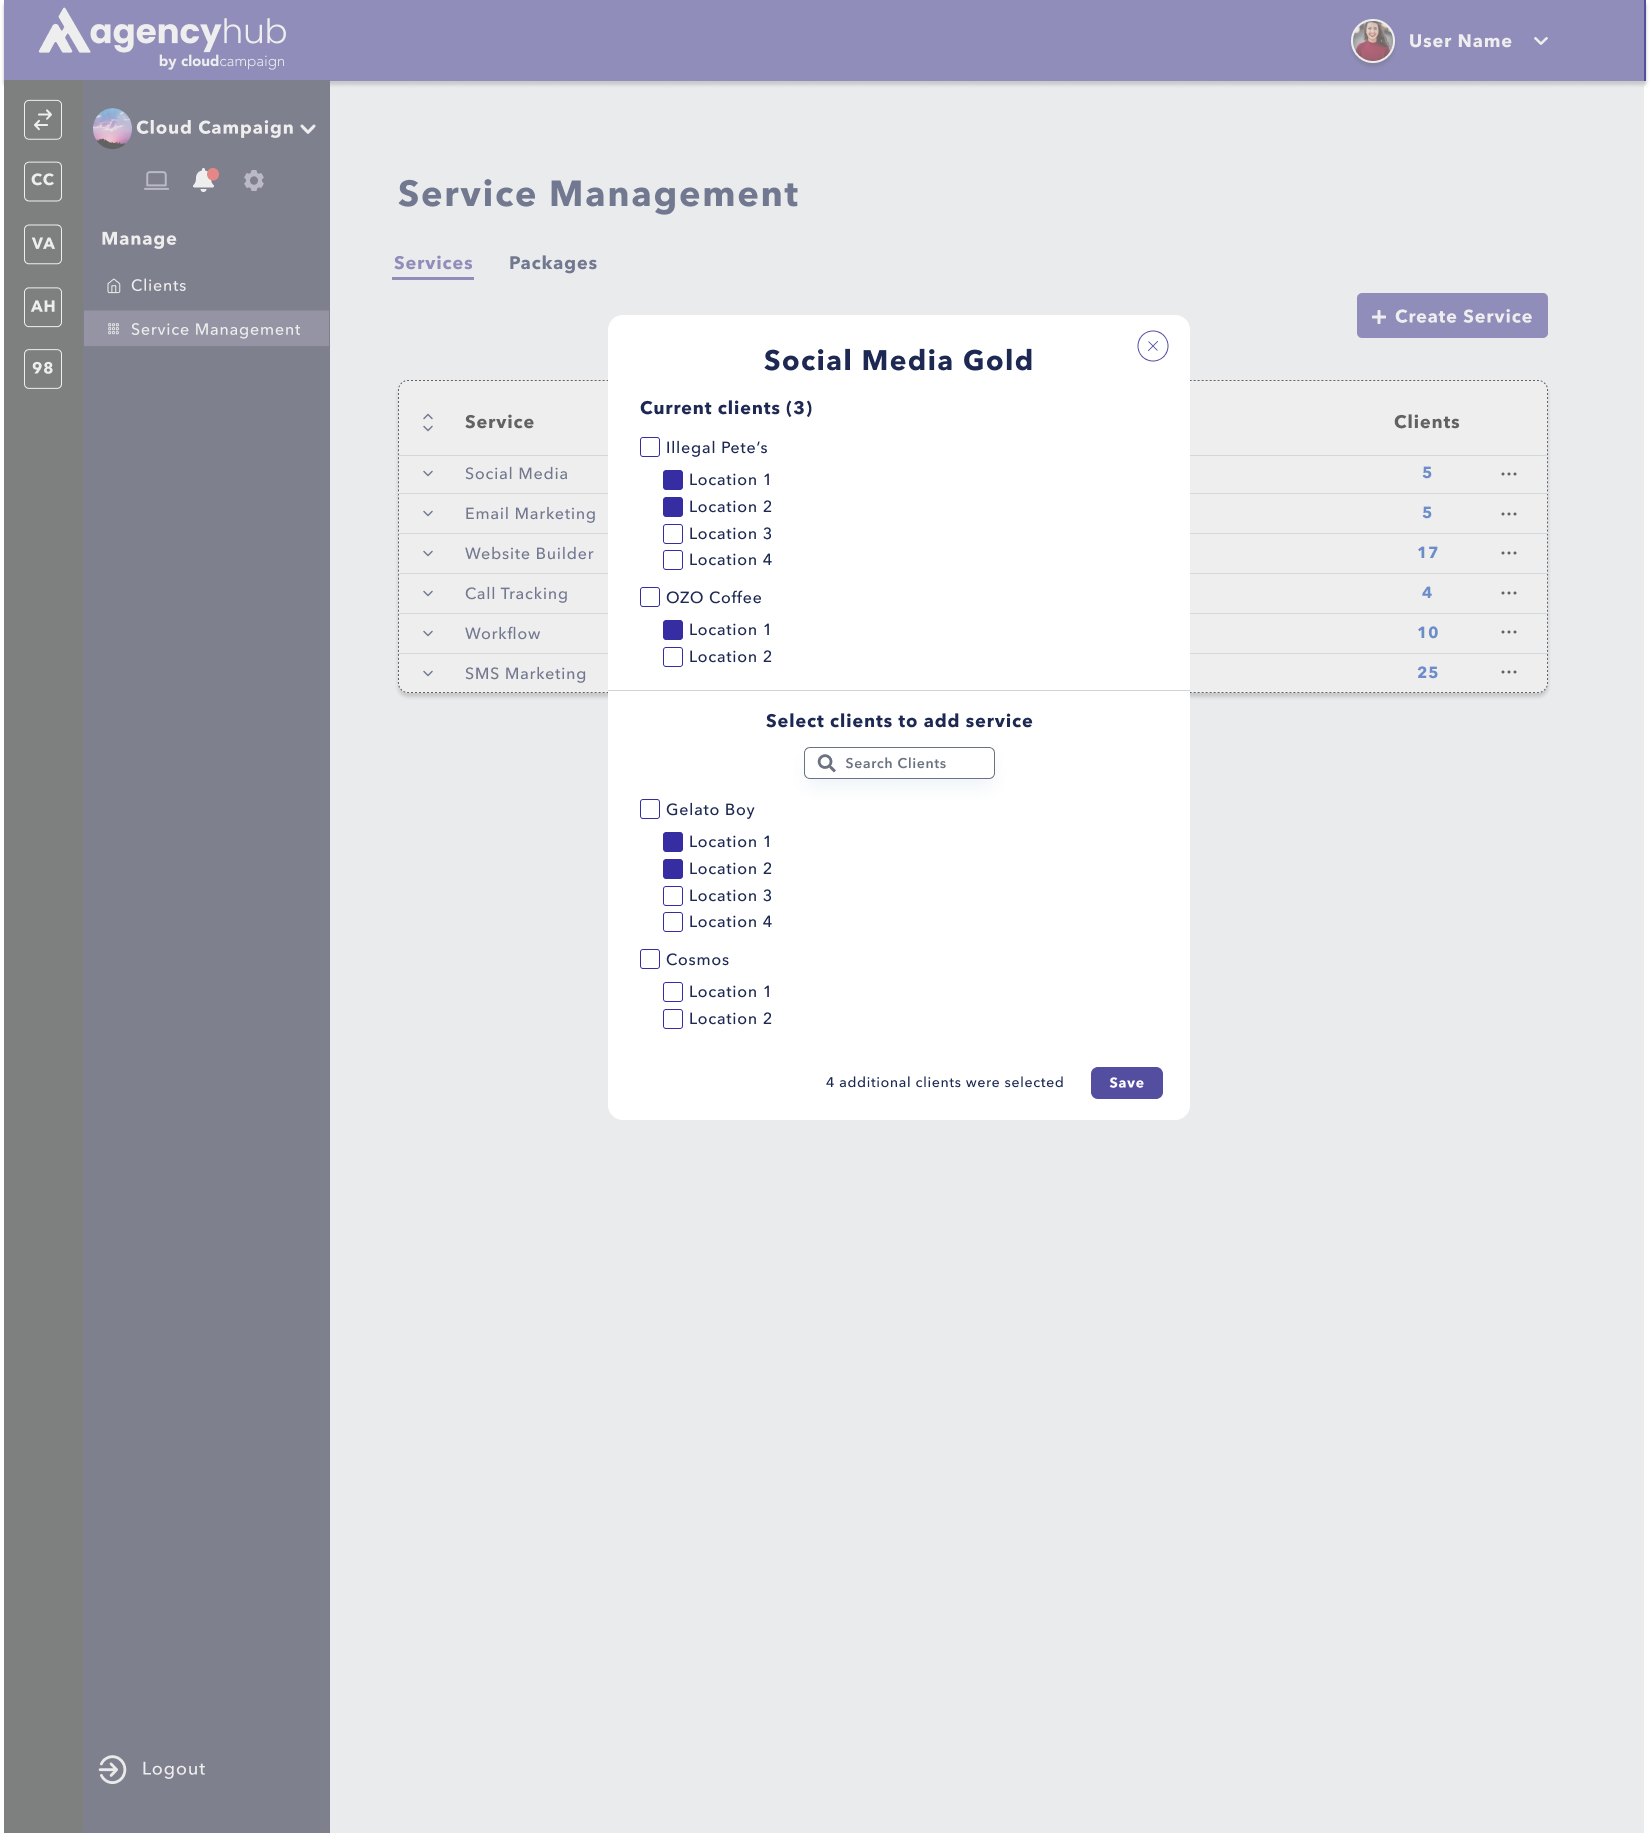 agencyhub
by cloudcampaign
User Name
CC
VA
AH
98
Cloud Campaign
Manage
Clients
Service Management
Logout
Service Management
Services Packages
+ Create Service
Service Clients
Social Media 5 ...
Email Marketing 5 ...
Website Builder 17 ...
Call Tracking 4 ...
Workflow 10 ...
SMS Marketing 25 ...
Social Media Gold
Current clients (3)
Illegal Pete’s
Location 1
Location 2
Location 3
Location 4
OZO Coffee
Location 1
Location 2
Select clients to add service
Search Clients
Gelato Boy
Location 1
Location 2
Location 3
Location 4
Cosmos
Location 1
Location 2
4 additional clients were selected
Save